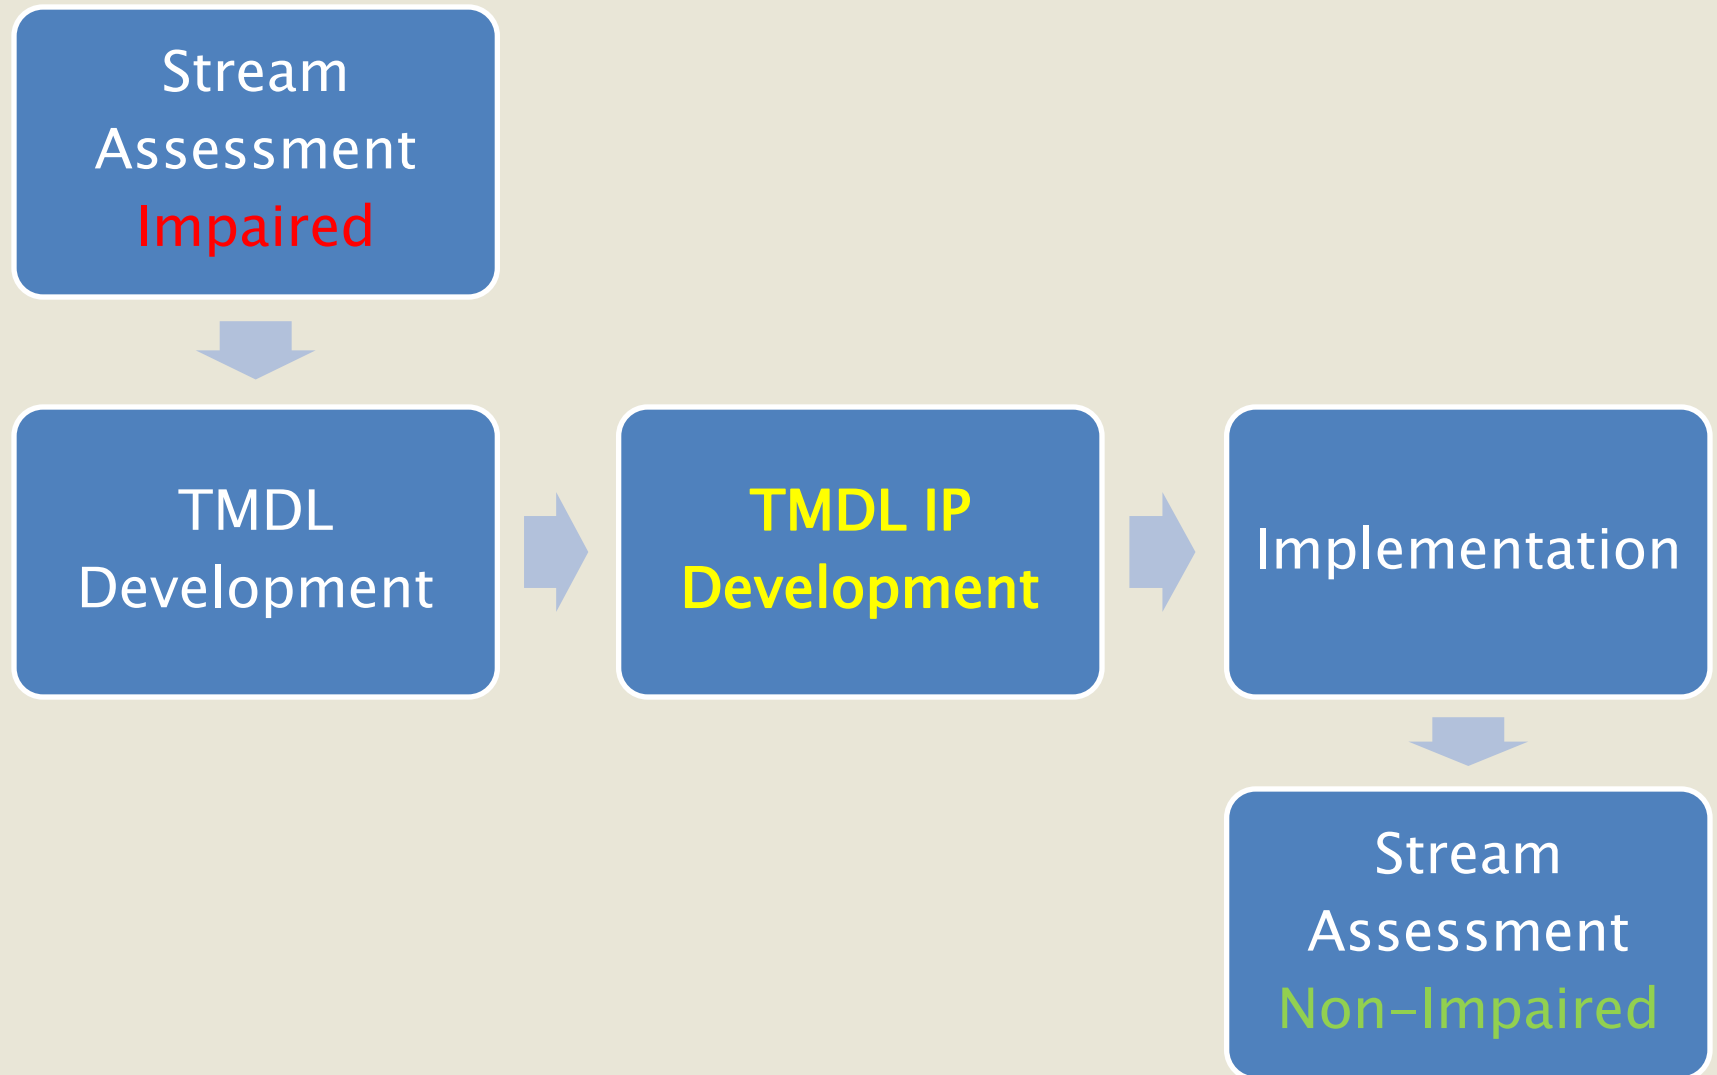 Stream
Assessment
Impaired
TMDL
Development
TMDL IP
Development
Implementation
Stream
Assessment
Non-Impaired